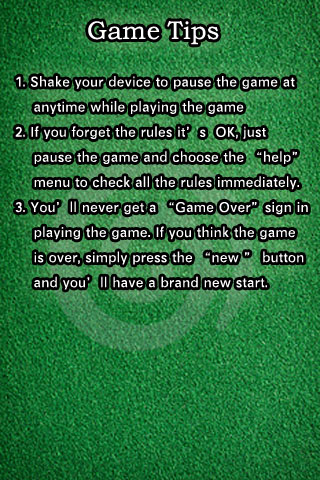 Game Tips
1. Shake your device to pause the game at
anytime while playing the game
2. If you forget the rules it’s OK, just
pause the game and choose the “help”
menu to check all the rules immediately.
3. You’ll never get a “Game Over” sign in
playing the game. If you think the game
is over, simply press the “new ” button
and you’ll have a brand new start.